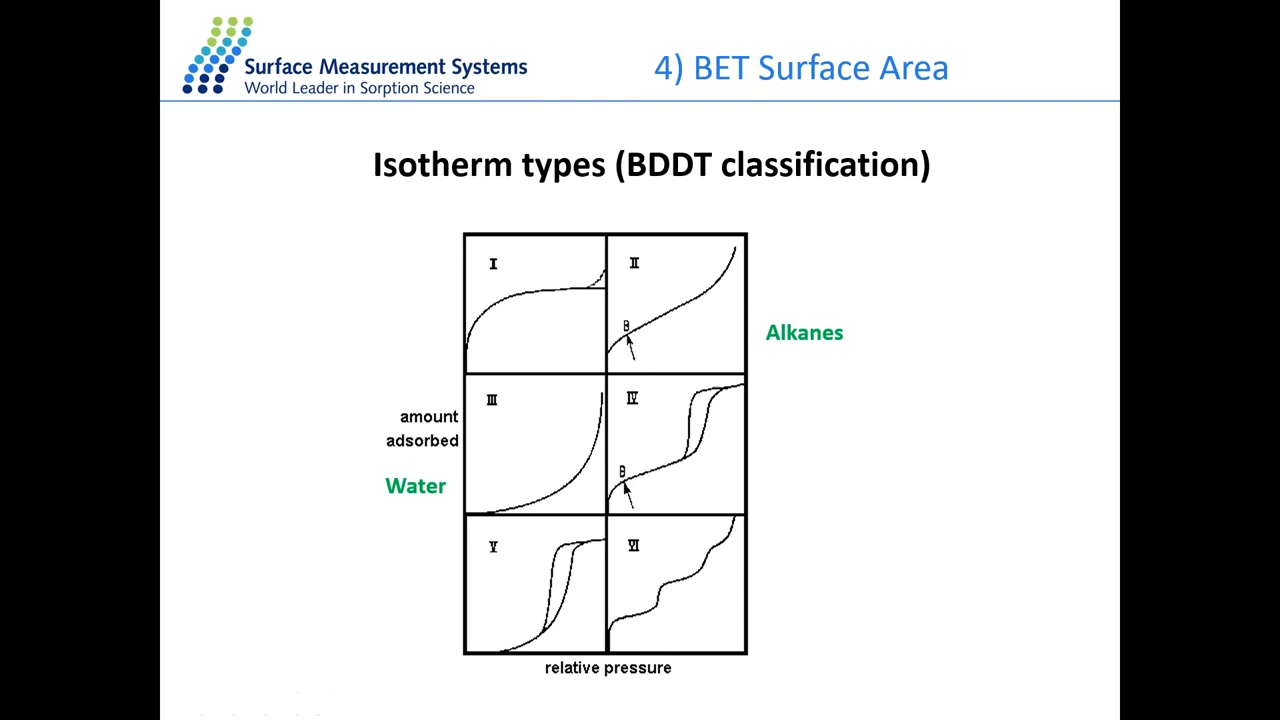 Surface Measurement Systems
World Leader in Sorption Science
4) BET Surface Area
Isotherm types (BDDT classification)
I
II
B
Alkanes
III
IV
amount
adsorbed
B
Water
V
VI
relative pressure